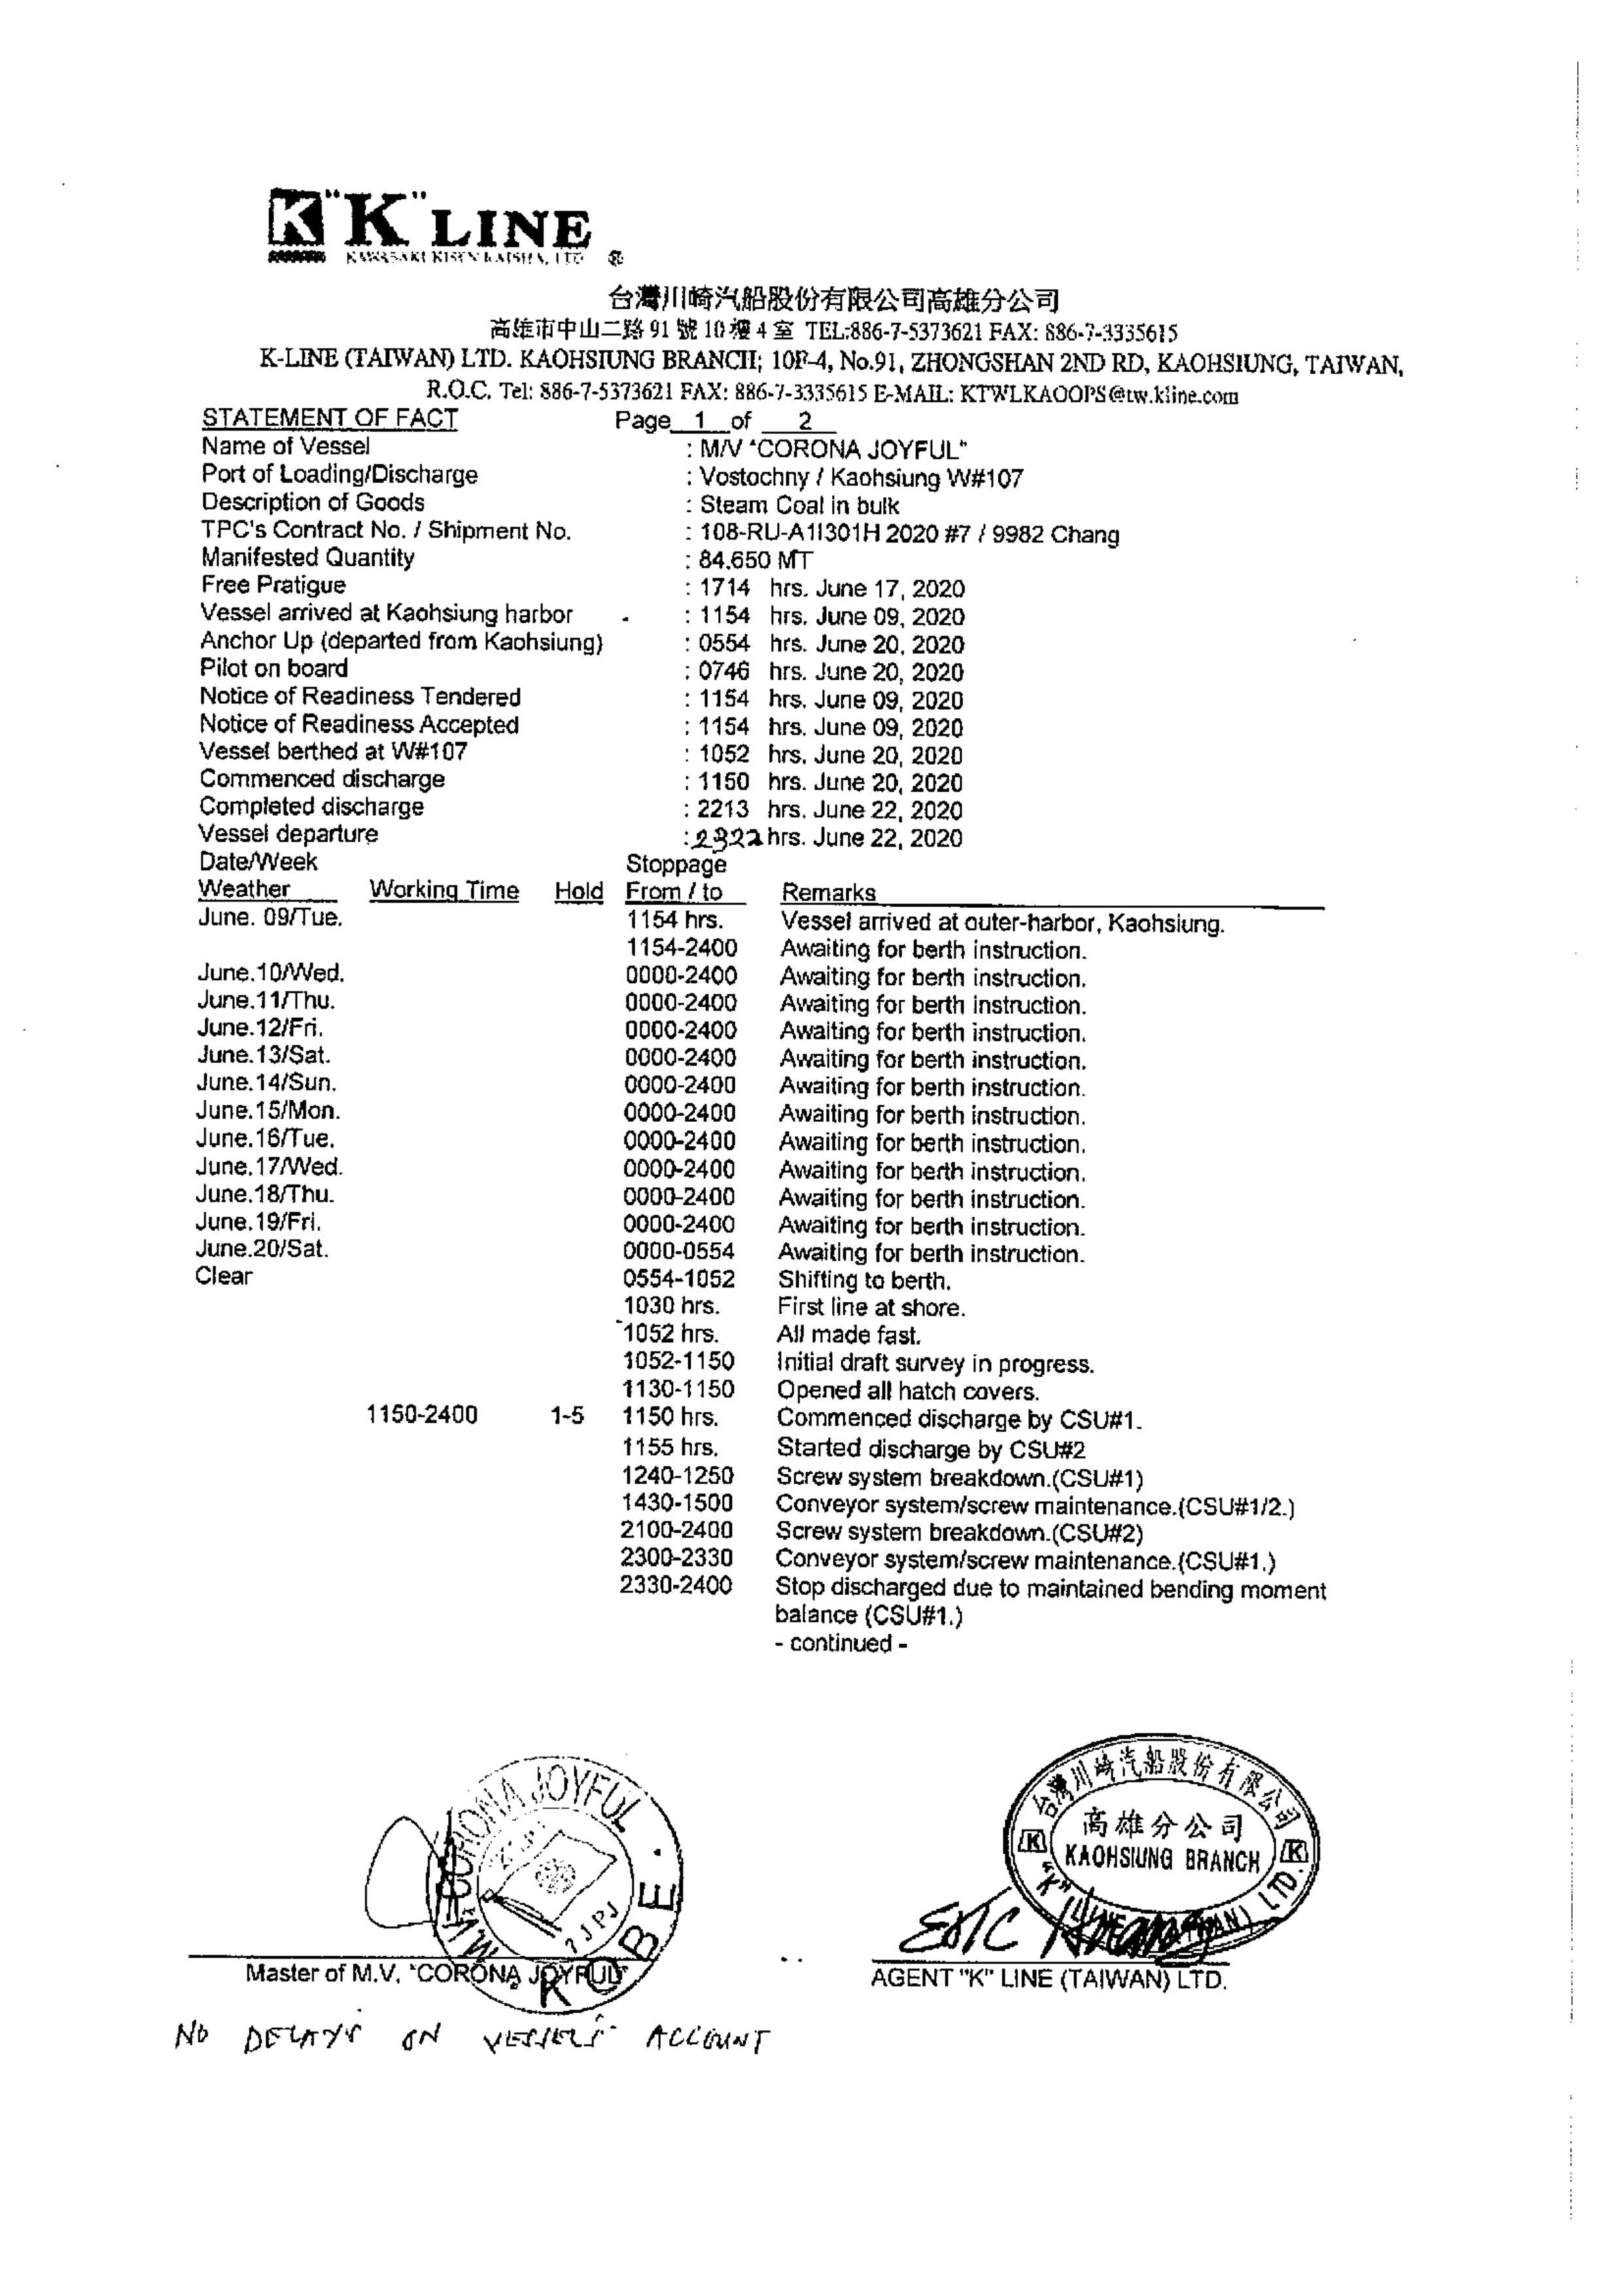 "K" LINE
KAWASAKI KISEN KAISHA, LTD ®
台灣川崎汽船股份有限公司高雄分公司
高雄市中山二路 91 號 10 樓 4 室 TEL:886-7-5373621 FAX: 886-7-3335615
K-LINE (TAIWAN) LTD. KAOHSIUNG BRANCH; 10F-4, No.91, ZHONGSHAN 2ND RD, KAOHSIUNG, TAIWAN,
R.O.C. Tel: 886-7-5373621 FAX: 886-7-3335615 E-MAIL: KTWLKAOOPS@tw.kline.com
STATEMENT OF FACT Page 1 of 2
Name of Vessel : M/V "CORONA JOYFUL"
Port of Loading/Discharge : Vostochny / Kaohsiung W#107
Description of Goods : Steam Coal in bulk
TPC's Contract No. / Shipment No. : 108-RU-A11301H 2020 #7 / 9982 Chang
Manifested Quantity : 84,650 MT
Free Pratigue : 1714 hrs. June 17, 2020
Vessel arrived at Kaohsiung harbor : 1154 hrs. June 09, 2020
Anchor Up (departed from Kaohsiung) : 0554 hrs. June 20, 2020
Pilot on board : 0746 hrs. June 20, 2020
Notice of Readiness Tendered : 1154 hrs. June 09, 2020
Notice of Readiness Accepted : 1154 hrs. June 09, 2020
Vessel berthed at W#107 : 1052 hrs. June 20, 2020
Commenced discharge : 1150 hrs. June 20, 2020
Completed discharge : 2213 hrs. June 22, 2020
Vessel departure : 2322 hrs. June 22, 2020
Date/Week Stoppage
Weather Working Time Hold From / to Remarks
June. 09/Tue. 1154 hrs. Vessel arrived at outer-harbor, Kaohsiung.
1154-2400 Awaiting for berth instruction.
June.10/Wed. 0000-2400 Awaiting for berth instruction.
June.11/Thu. 0000-2400 Awaiting for berth instruction.
June.12/Fri. 0000-2400 Awaiting for berth instruction.
June.13/Sat. 0000-2400 Awaiting for berth instruction.
June.14/Sun. 0000-2400 Awaiting for berth instruction.
June.15/Mon. 0000-2400 Awaiting for berth instruction.
June.16/Tue. 0000-2400 Awaiting for berth instruction.
June.17/Wed. 0000-2400 Awaiting for berth instruction.
June.18/Thu. 0000-2400 Awaiting for berth instruction.
June.19/Fri. 0000-2400 Awaiting for berth instruction.
June.20/Sat. 0000-0554 Awaiting for berth instruction.
Clear 0554-1052 Shifting to berth.
1030 hrs. First line at shore.
1052 hrs. All made fast.
1052-1150 Initial draft survey in progress.
1130-1150 Opened all hatch covers.
1150-2400 1-5 1150 hrs. Commenced discharge by CSU#1.
1155 hrs. Started discharge by CSU#2
1240-1250 Screw system breakdown.(CSU#1)
1430-1500 Conveyor system/screw maintenance.(CSU#1/2.)
2100-2400 Screw system breakdown.(CSU#2)
2300-2330 Conveyor system/screw maintenance.(CSU#1.)
2330-2400 Stop discharged due to maintained bending moment
balance (CSU#1.)
- continued -
M/V CORONA JOYFUL
7JPJ
KOBE
台灣川崎汽船股份有限公司
高雄分公司
KAOHSIUNG BRANCH
"K" LINE (TAIWAN) LTD.
Master of M.V. "CORONA JOYFUL" AGENT "K" LINE (TAIWAN) LTD.
NO DELAYS ON VESSELS' ACCOUNT